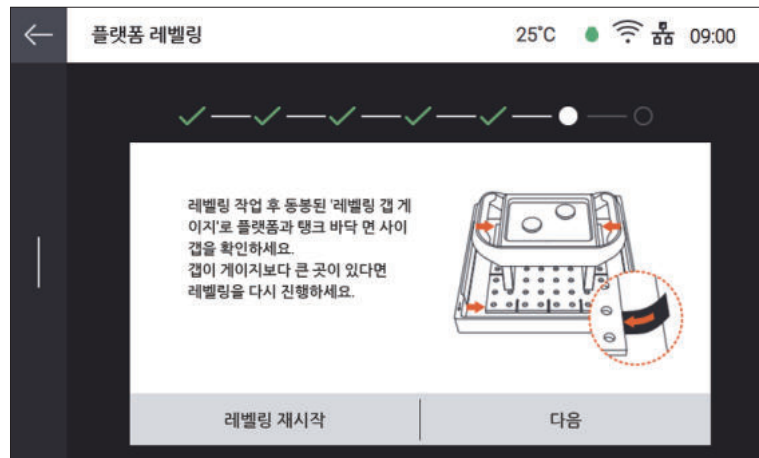 플랫폼 레벨링
25°C
09:00
레벨링 작업 후 동봉된 '레벨링 갭 게
이지'로 플랫폼과 탱크 바닥 면 사이
갭을 확인하세요.
갭이 게이지보다 큰 곳이 있다면
레벨링을 다시 진행하세요.
레벨링 재시작
다음